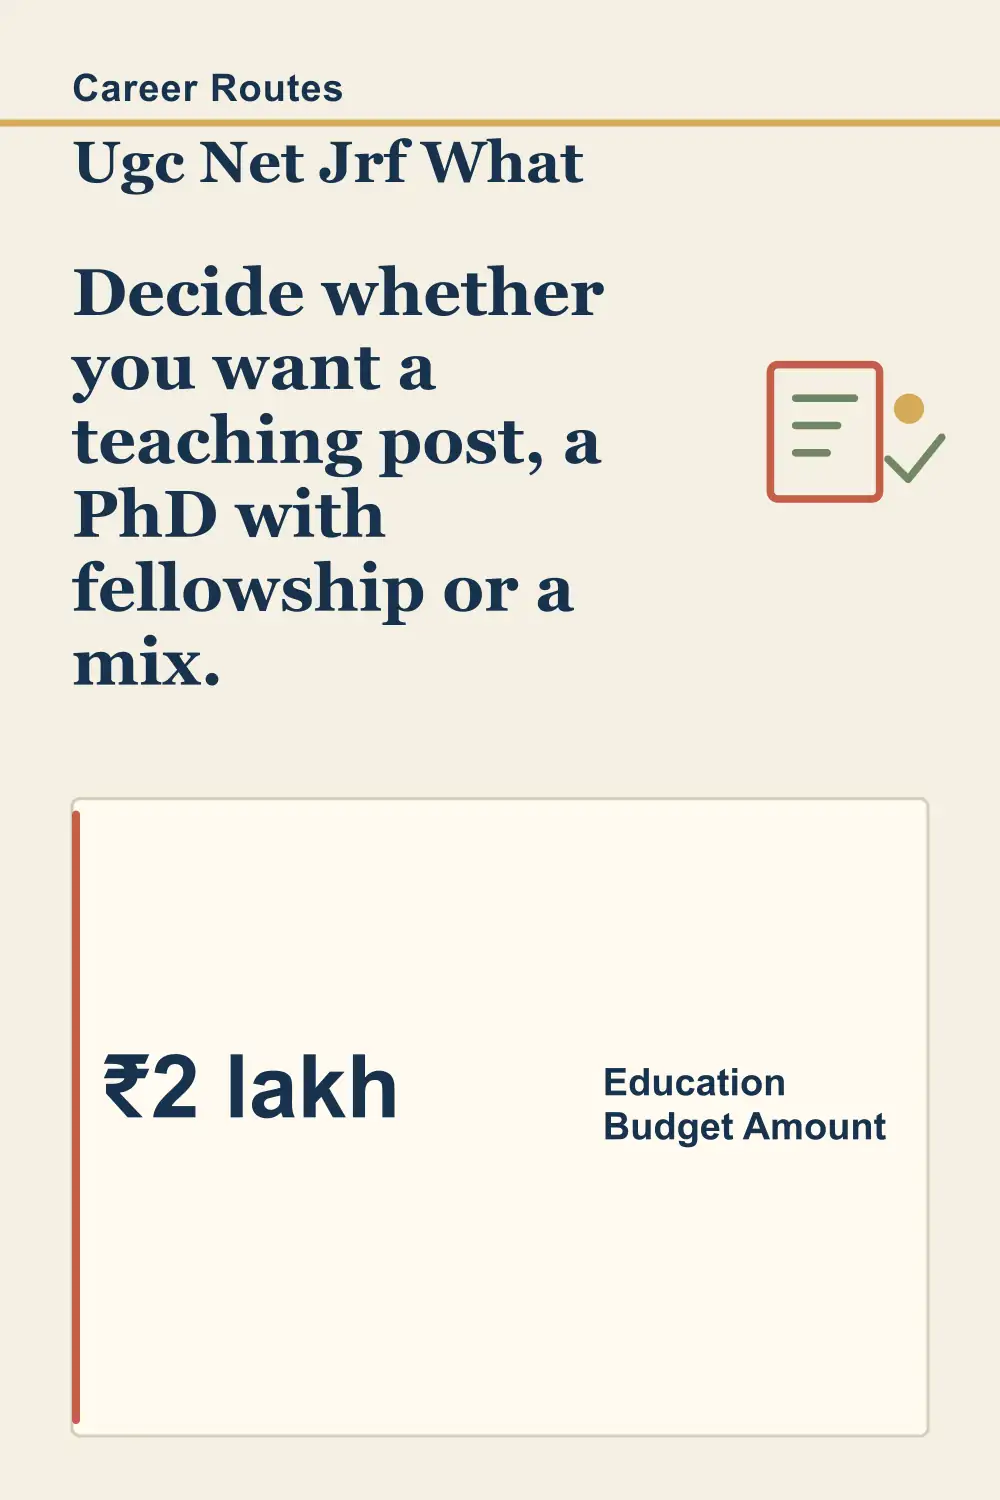 Career Routes
Ugc Net Jrf What
Decide whether
you want a
teaching post, a
PhD with
fellowship or a
mix.
₹2 lakh
Education
Budget Amount